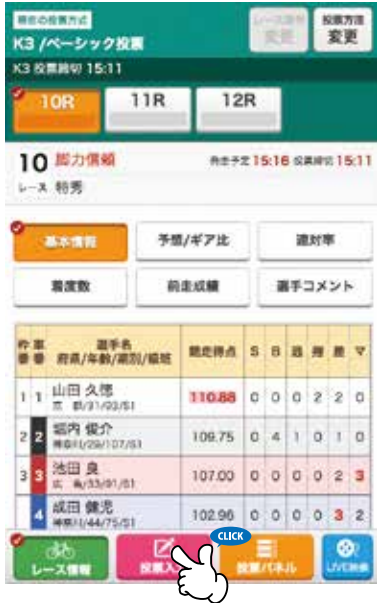 現在の投票方式
K3 /ベーシック投票
変更
投票方法
変更
K3 投票締切 15:11
10R 11R 12R
10 脚力信頼 発走予定 15:16 投票締切 15:11
レース 特秀
基本情報 予想/ギア比 連対率
着度数 前走成績 選手コメント
枠番 車番 選手名 競走得点 S B 逃 捲 差 マ
府県/年齢/期別/級班
1 1 山田 久徳 110.88 0 0 0 2 2 0
京 都/31/93/S1
2 2 堀内 俊介 109.75 0 4 1 0 1 0
神奈川/29/107/S1
3 3 池田 良 107.00 0 0 0 0 2 3
広 島/33/91/S1
4 成田 健児 102.96 0 0 0 0 3 2
神奈川/44/75/S1
CLICK
レース情報 投票入 投票パネル LIVE映像